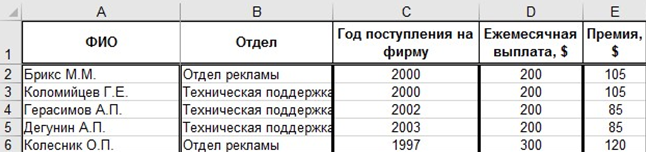 A B C D E
1 ФИО Отдел Год поступления на фирму Ежемесячная выплата, $ Премия, $
2 Брикс М.М. Отдел рекламы 2000 200 105
3 Коломийцев Г.Е. Техническая поддержка 2000 200 105
4 Герасимов А.П. Техническая поддержка 2002 200 85
5 Дегунин А.П. Техническая поддержка 2003 200 85
6 Колесник О.П. Отдел рекламы 1997 300 120